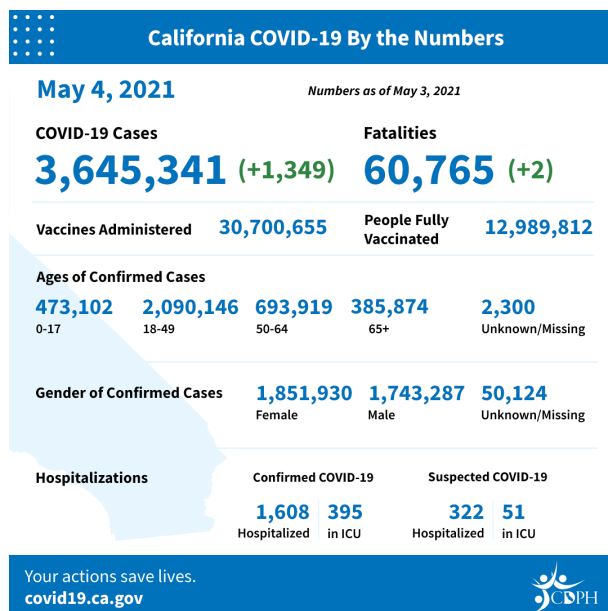 California COVID-19 By the Numbers
May 4, 2021
Numbers as of May 3, 2021
COVID-19 Cases
3,645,341 (+1,349)
Fatalities
60,765 (+2)
Vaccines Administered 30,700,655
People Fully
Vaccinated
12,989,812
Ages of Confirmed Cases
473,102 2,090,146 693,919 385,874 2,300
0-17 18-49 50-64 65+ Unknown/Missing
Gender of Confirmed Cases
1,851,930 1,743,287 50,124
Female Male Unknown/Missing
Hospitalizations
Confirmed COVID-19
1,608 395
Hospitalized in ICU
Suspected COVID-19
322 51
Hospitalized in ICU
Your actions save lives.
covid19.ca.gov
CDPH